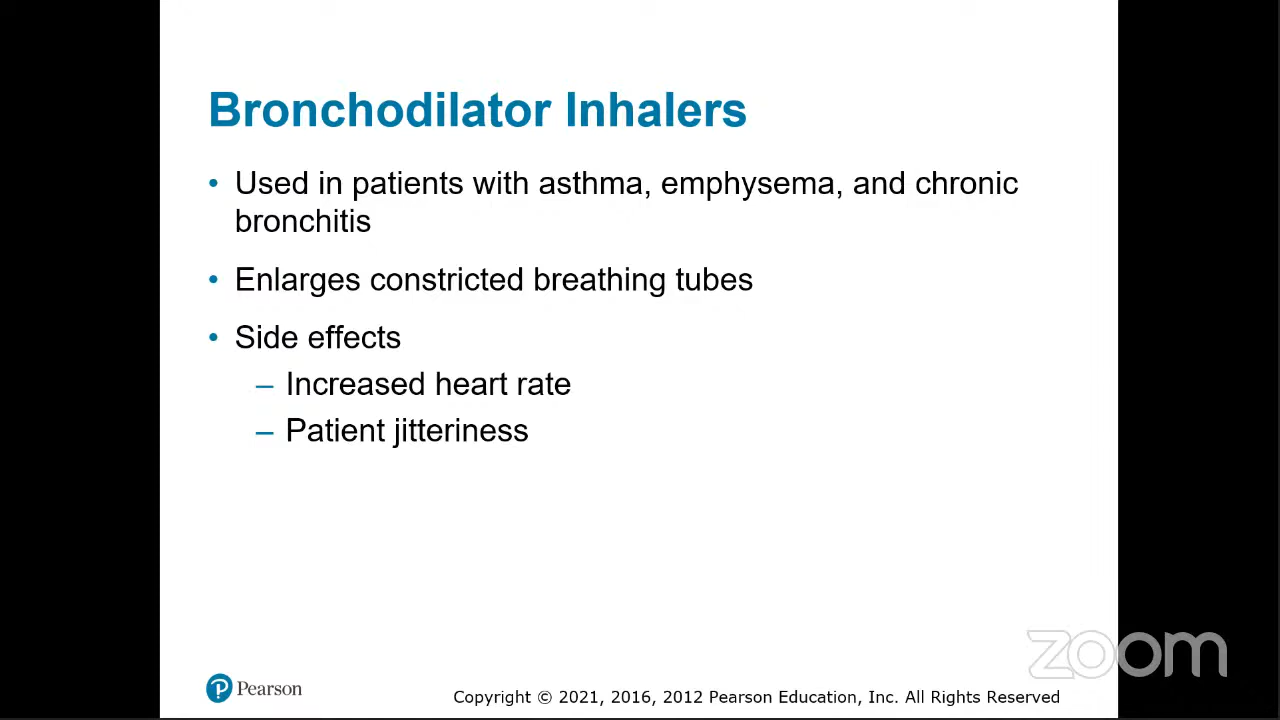 Bronchodilator Inhalers
• Used in patients with asthma, emphysema, and chronic
bronchitis
• Enlarges constricted breathing tubes
• Side effects
– Increased heart rate
– Patient jitteriness
zoom
Pearson
Copyright © 2021, 2016, 2012 Pearson Education, Inc. All Rights Reserved